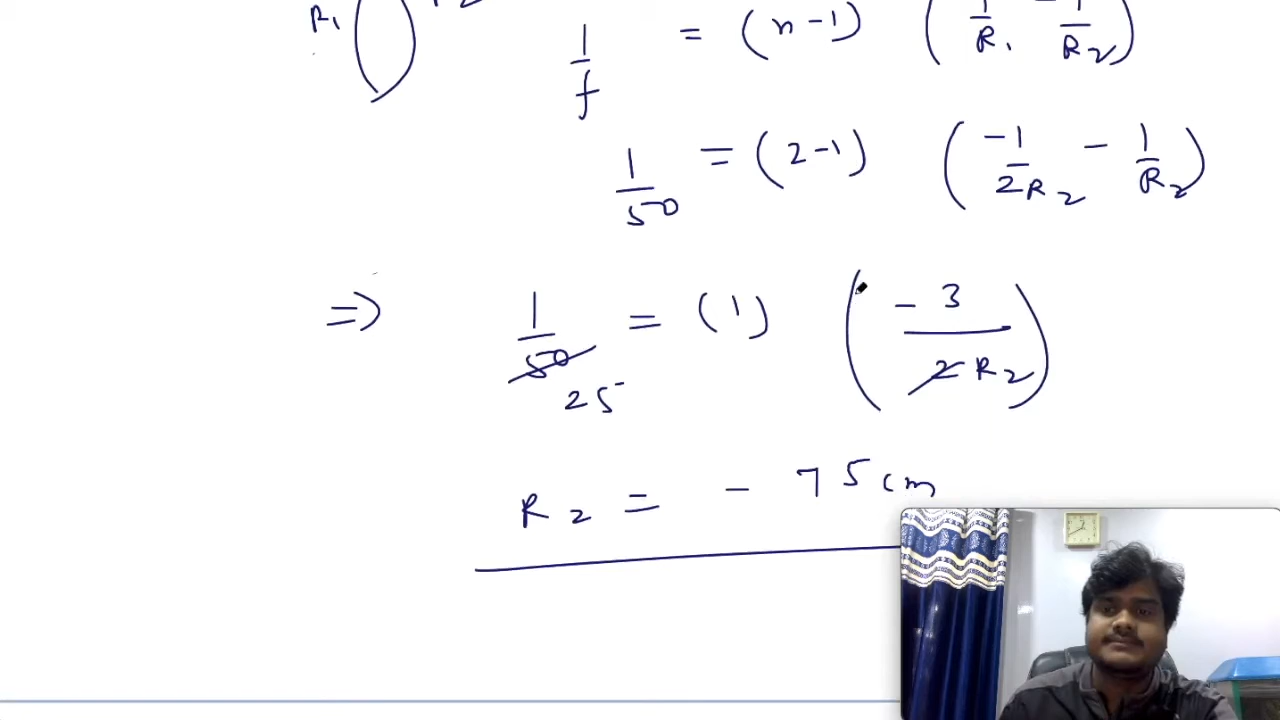 R₁
1/f = (n-1) (1/R₁ - 1/R₂)
1/50 = (2-1) (-1/2R₂ - 1/R₂)
=> 1/50 25 = (1) (-3/2R₂)
R₂ = - 75 cm